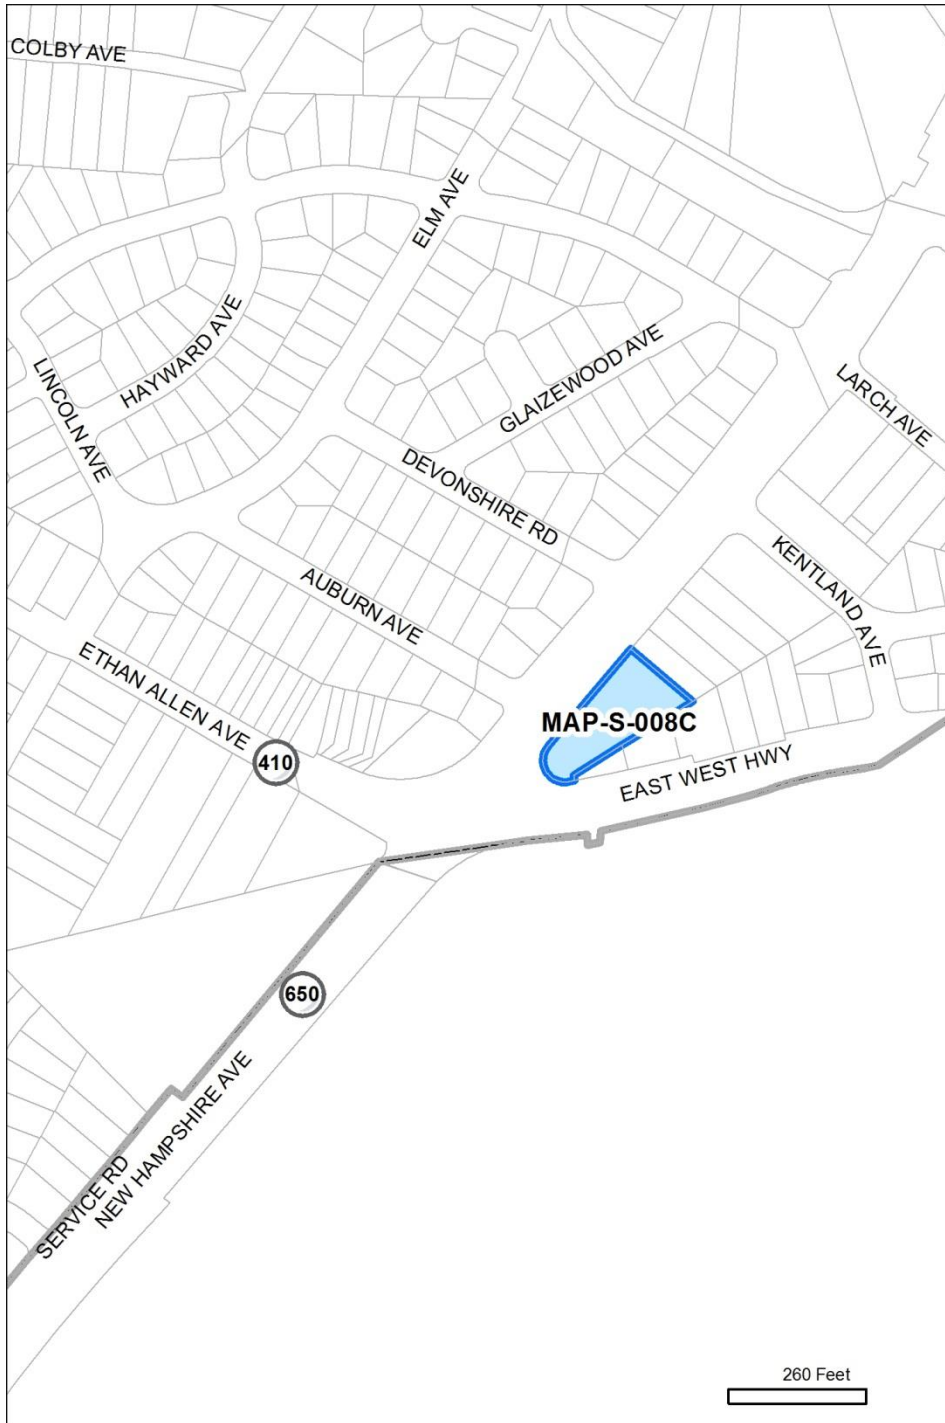 COLBY AVE
ELM AVE
HAYWARD AVE
LINCOLN AVE
GLAIZEWOOD AVE
LARCH AVE
DEVONSHIRE RD
KENTLAND AVE
AUBURN AVE
ETHAN ALLEN AVE
MAP-S-008C
410
EAST WEST HWY
650
NEW HAMPSHIRE AVE
SERVICE RD
260 Feet